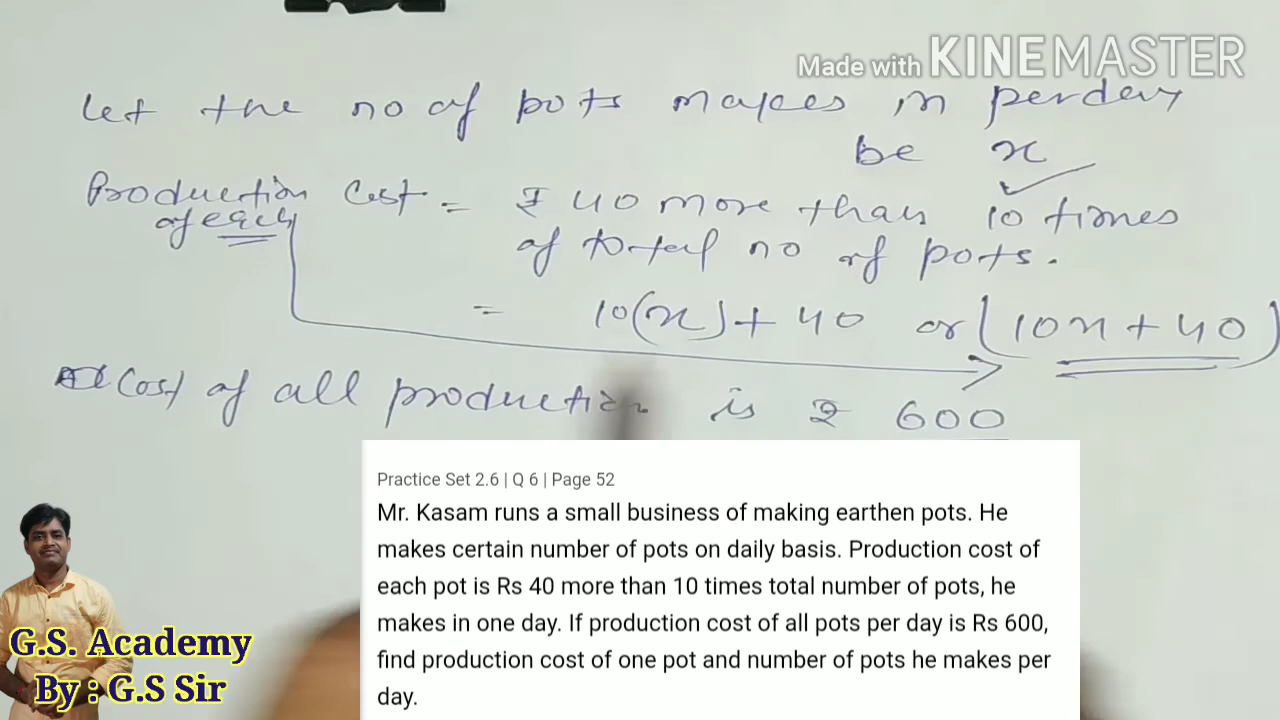 Made with KINEMASTER
Let the no of pots makes in perday
be x
Production Cost = ₹ 40 more than 10 times
of each
of total no of pots.
= 10(x) + 40 or (10x + 40)
Cost of all production is ₹ 600
Practice Set 2.6 | Q 6 | Page 52
Mr. Kasam runs a small business of making earthen pots. He
makes certain number of pots on daily basis. Production cost of
each pot is Rs 40 more than 10 times total number of pots, he
makes in one day. If production cost of all pots per day is Rs 600,
find production cost of one pot and number of pots he makes per
day.
G.S. Academy
By : G.S Sir